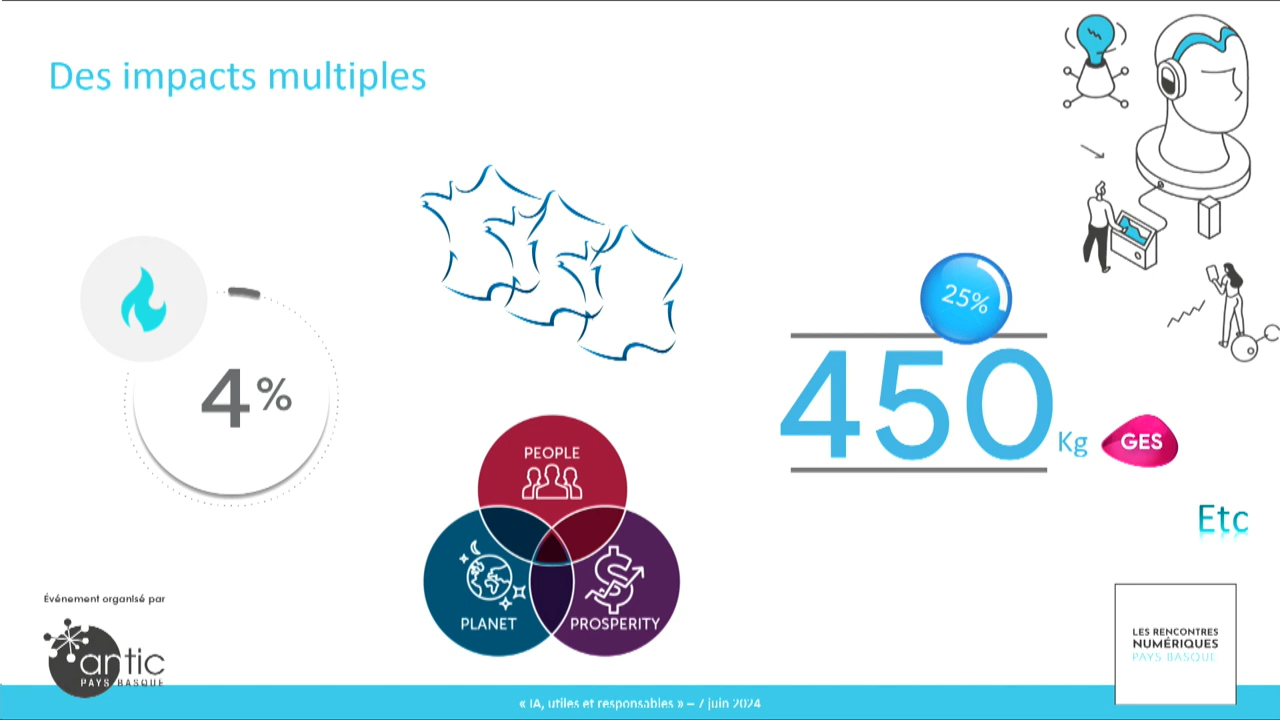 Des impacts multiples
4%
25%
450
Kg
GES
PEOPLE
PLANET
PROSPERITY
Etc
Événement organisé par
antic
PAYS BASQUE
LES RENCONTRES
NUMÉRIQUES
PAYS BASQUE
« IA, utiles et responsables » – 7 juin 2024